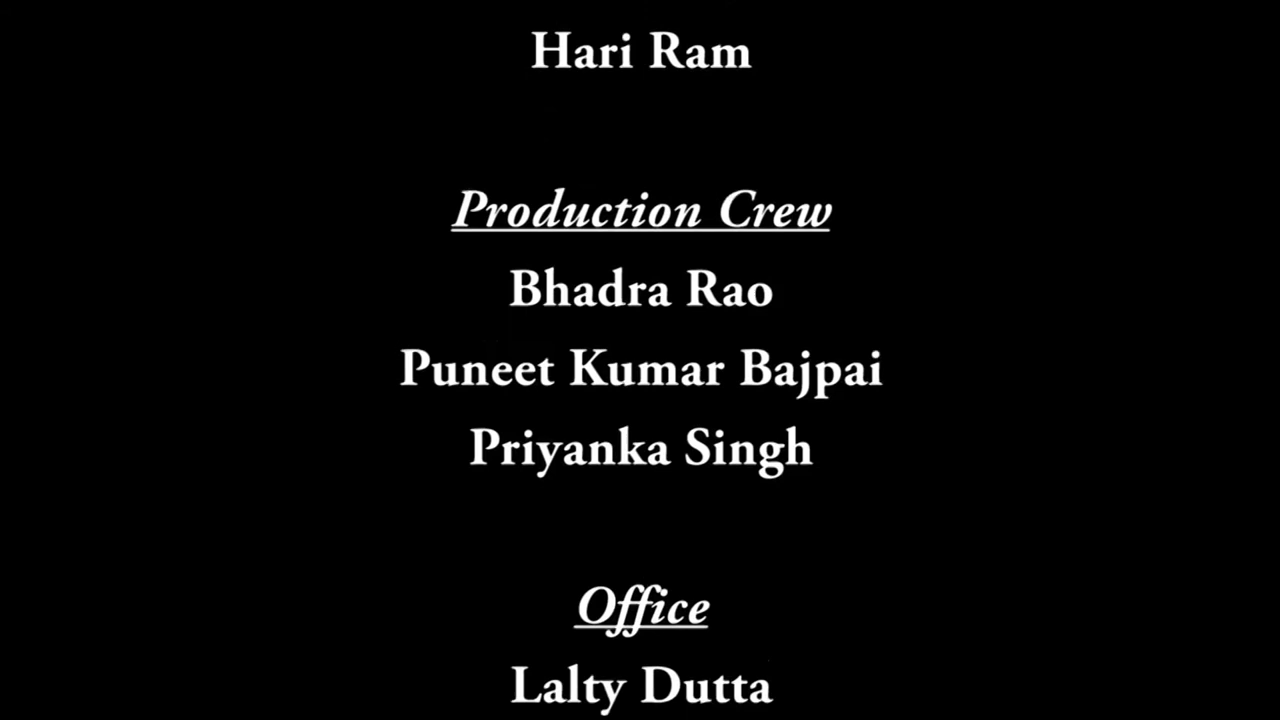 Hari Ram
Production Crew
Bhadra Rao
Puneet Kumar Bajpai
Priyanka Singh
Office
Lalty Dutta